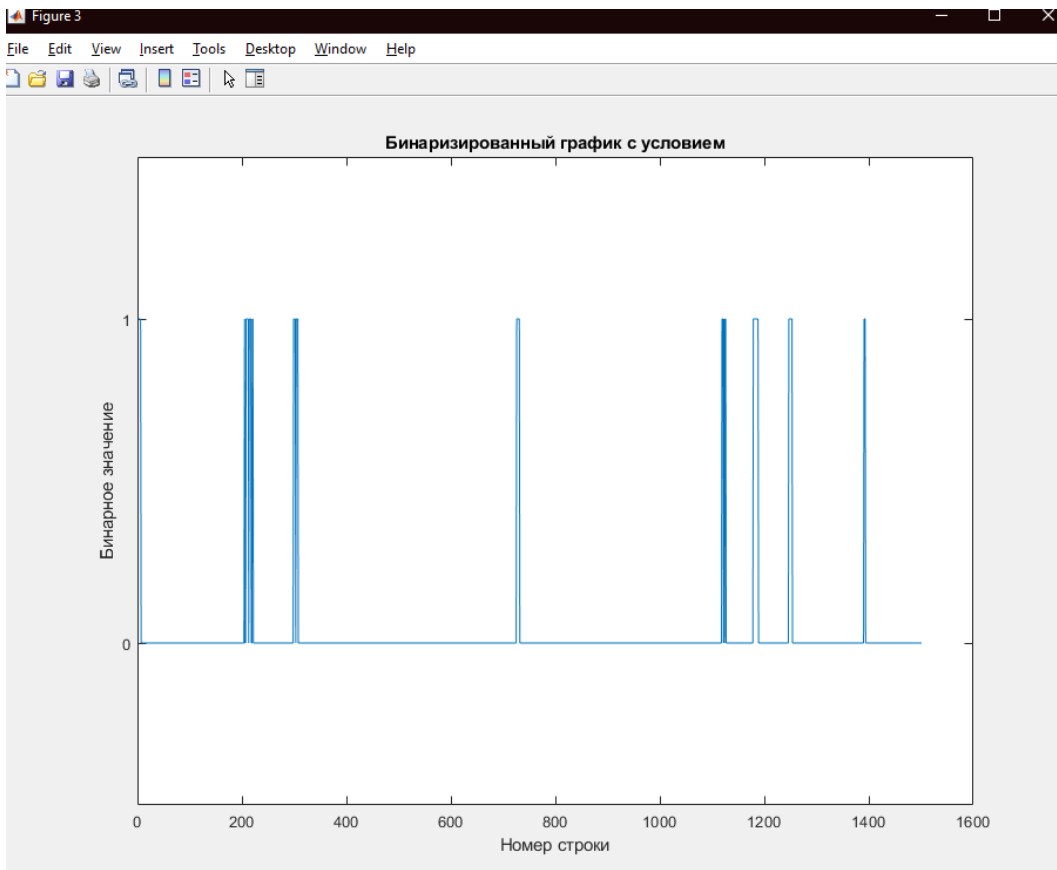 Figure 3
File Edit View Insert Tools Desktop Window Help
Бинаризированный график с условием
1
Бинарное значение
0
0 200 400 600 800 1000 1200 1400 1600
Номер строки